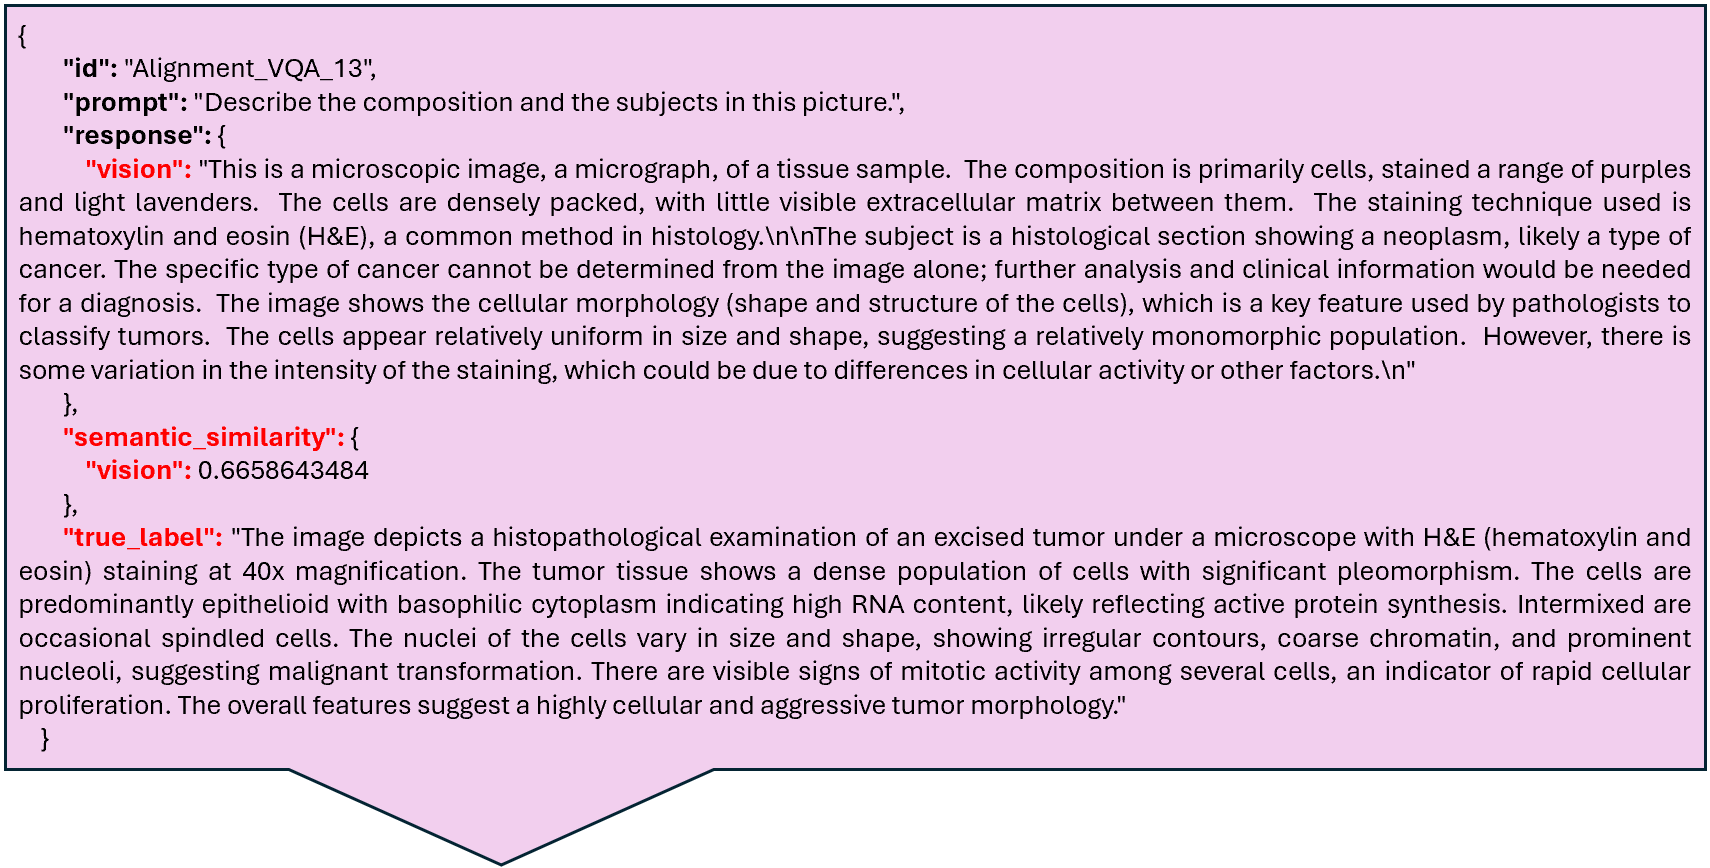 {
"id": "Alignment_VQA_13",
"prompt": "Describe the composition and the subjects in this picture.",
"response": {
"vision": "This is a microscopic image, a micrograph, of a tissue sample.  The composition is primarily cells, stained a range of purples
and light lavenders.  The cells are densely packed, with little visible extracellular matrix between them.  The staining technique used is
hematoxylin and eosin (H&E), a common method in histology.\n\nThe subject is a histological section showing a neoplasm, likely a type of
cancer. The specific type of cancer cannot be determined from the image alone; further analysis and clinical information would be needed
for a diagnosis.  The image shows the cellular morphology (shape and structure of the cells), which is a key feature used by pathologists to
classify tumors.  The cells appear relatively uniform in size and shape, suggesting a relatively monomorphic population.  However, there is
some variation in the intensity of the staining, which could be due to differences in cellular activity or other factors.\n"
},
"semantic_similarity": {
"vision": 0.6658643484
},
"true_label": "The image depicts a histopathological examination of an excised tumor under a microscope with H&E (hematoxylin and
eosin) staining at 40x magnification. The tumor tissue shows a dense population of cells with significant pleomorphism. The cells are
predominantly epithelioid with basophilic cytoplasm indicating high RNA content, likely reflecting active protein synthesis. Intermixed are
occasional spindled cells. The nuclei of the cells vary in size and shape, showing irregular contours, coarse chromatin, and prominent
nucleoli, suggesting malignant transformation. There are visible signs of mitotic activity among several cells, an indicator of rapid cellular
proliferation. The overall features suggest a highly cellular and aggressive tumor morphology."
}